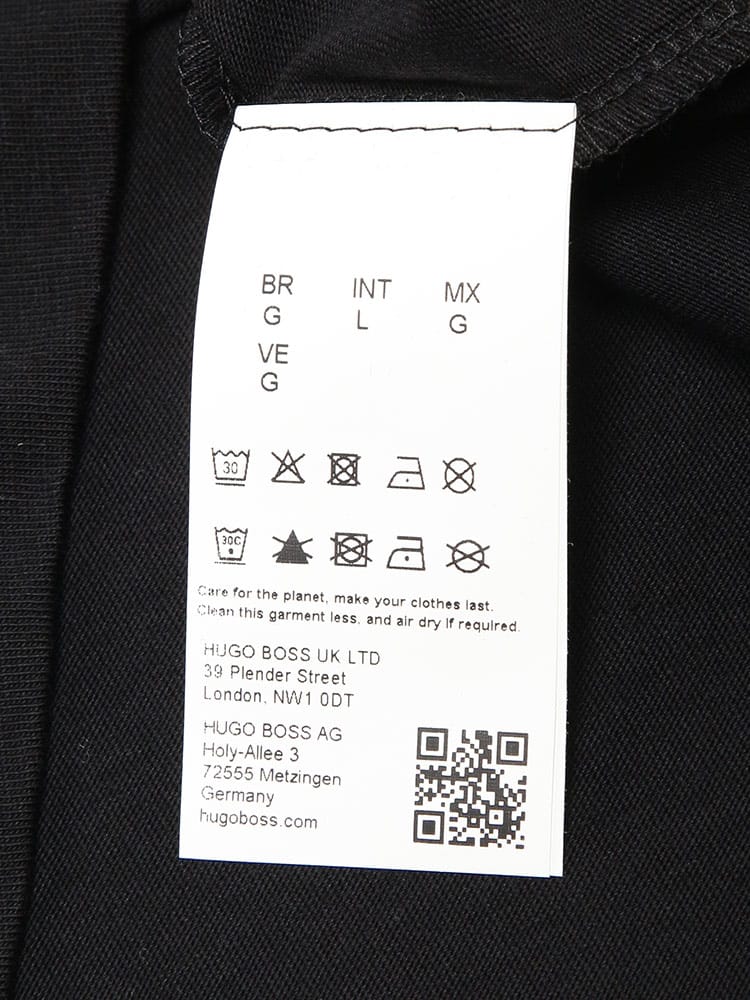 BR INT MX
G L G
VE
G
30
30C
Care for the planet, make your clothes last.
Clean this garment less, and air dry if required.
HUGO BOSS UK LTD
39 Plender Street
London, NW1 0DT
HUGO BOSS AG
Holy-Allee 3
72555 Metzingen
Germany
hugoboss.com